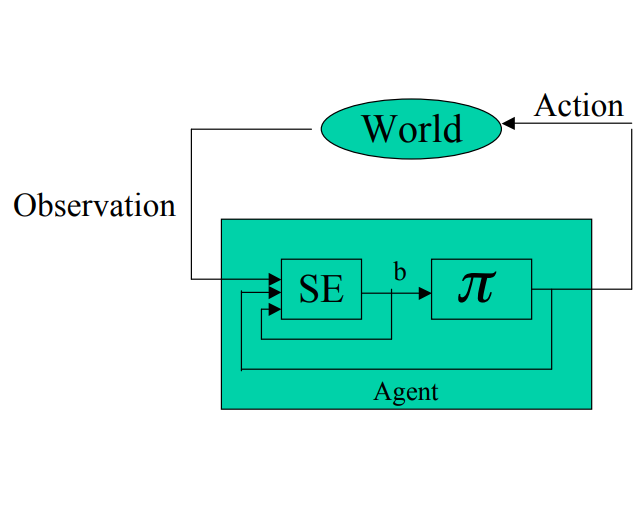 Action
World
Observation
b
SE
π
Agent